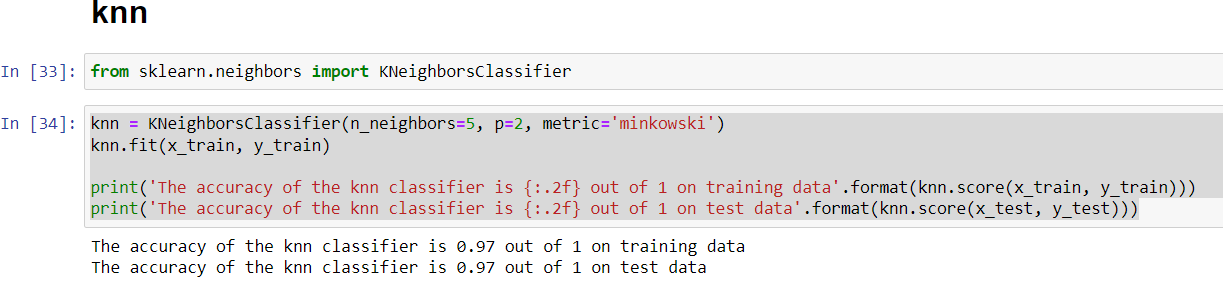 knn
In [33]: from sklearn.neighbors import KNeighborsClassifier
In [34]: knn = KNeighborsClassifier(n_neighbors=5, p=2, metric='minkowski')
knn.fit(x_train, y_train)
print('The accuracy of the knn classifier is {:.2f} out of 1 on training data'.format(knn.score(x_train, y_train)))
print('The accuracy of the knn classifier is {:.2f} out of 1 on test data'.format(knn.score(x_test, y_test)))
The accuracy of the knn classifier is 0.97 out of 1 on training data
The accuracy of the knn classifier is 0.97 out of 1 on test data